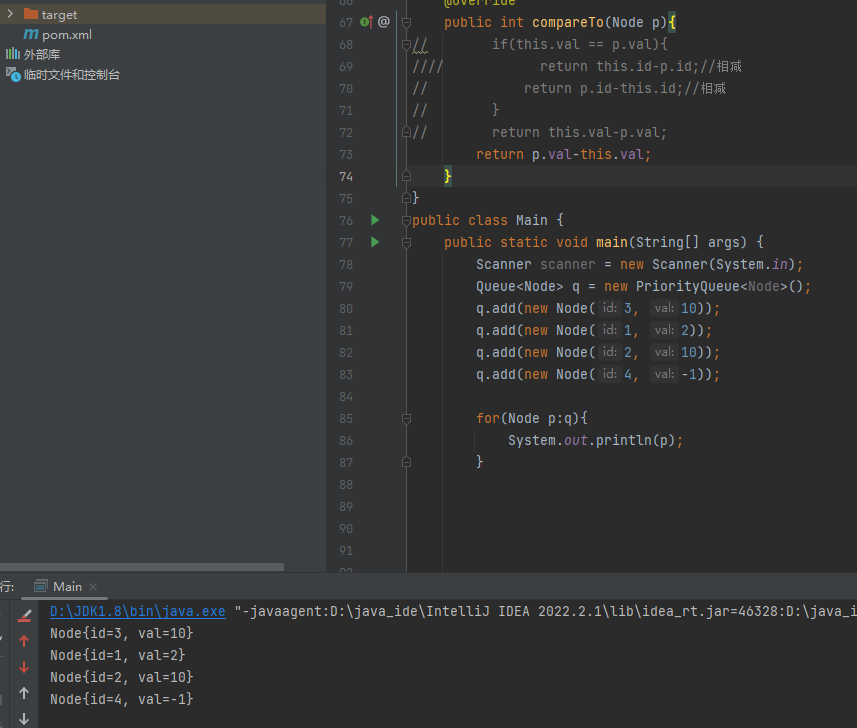 target
pom.xml
外部库
临时文件和控制台
66 @Override
67 @ public int compareTo(Node p){
68 // if(this.val == p.val){
69 //// return this.id-p.id;//相减
70 // return p.id-this.id;//相减
71 // }
72 // return this.val-p.val;
73 return p.val-this.val;
74 }
75 }
76 public class Main {
77 public static void main(String[] args) {
78 Scanner scanner = new Scanner(System.in);
79 Queue<Node> q = new PriorityQueue<Node>();
80 q.add(new Node( id: 3, val: 10));
81 q.add(new Node( id: 1, val: 2));
82 q.add(new Node( id: 2, val: 10));
83 q.add(new Node( id: 4, val: -1));
84
85 for(Node p:q){
86 System.out.println(p);
87 }
88
89
90
91
92
行: Main ×
D:\JDK1.8\bin\java.exe "-javaagent:D:\java_ide\IntelliJ IDEA 2022.2.1\lib\idea_rt.jar=46328:D:\java_i
Node{id=3, val=10}
Node{id=1, val=2}
Node{id=2, val=10}
Node{id=4, val=-1}